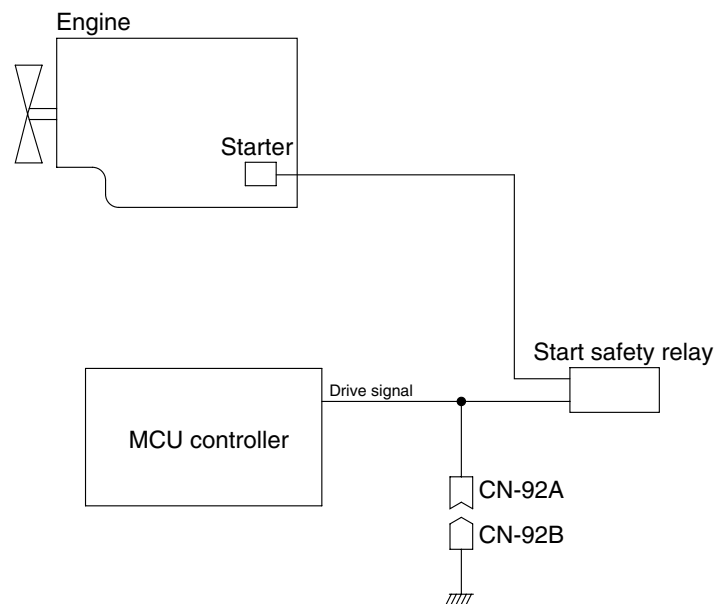 Engine
Starter
Start safety relay
Drive signal
MCU controller
CN-92A
CN-92B